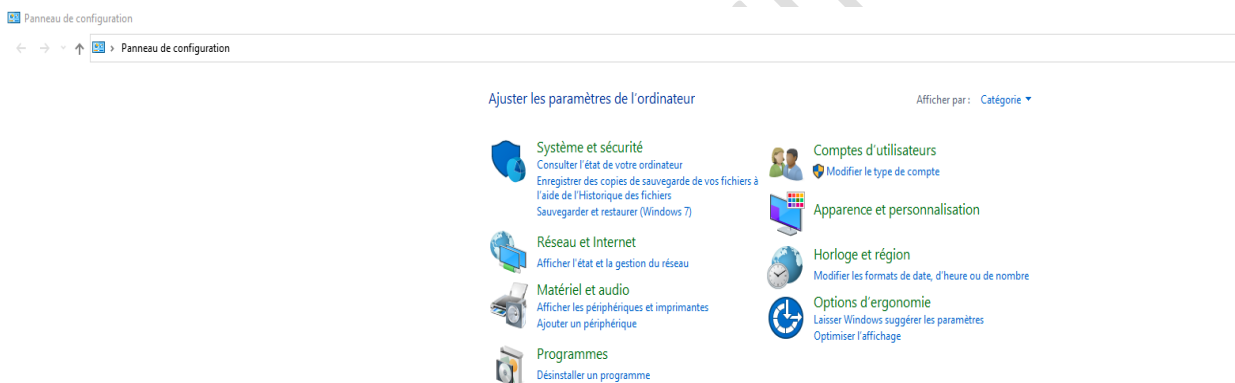 Panneau de configuration
Panneau de configuration
Ajuster les paramètres de l'ordinateur
Afficher par : Catégorie
Système et sécurité
Consulter l'état de votre ordinateur
Enregistrer des copies de sauvegarde de vos fichiers à
l'aide de l'Historique des fichiers
Sauvegarder et restaurer (Windows 7)
Réseau et Internet
Afficher l'état et la gestion du réseau
Matériel et audio
Afficher les périphériques et imprimantes
Ajouter un périphérique
Programmes
Désinstaller un programme
Comptes d'utilisateurs
Modifier le type de compte
Apparence et personnalisation
Horloge et région
Modifier les formats de date, d'heure ou de nombre
Options d'ergonomie
Laisser Windows suggérer les paramètres
Optimiser l'affichage